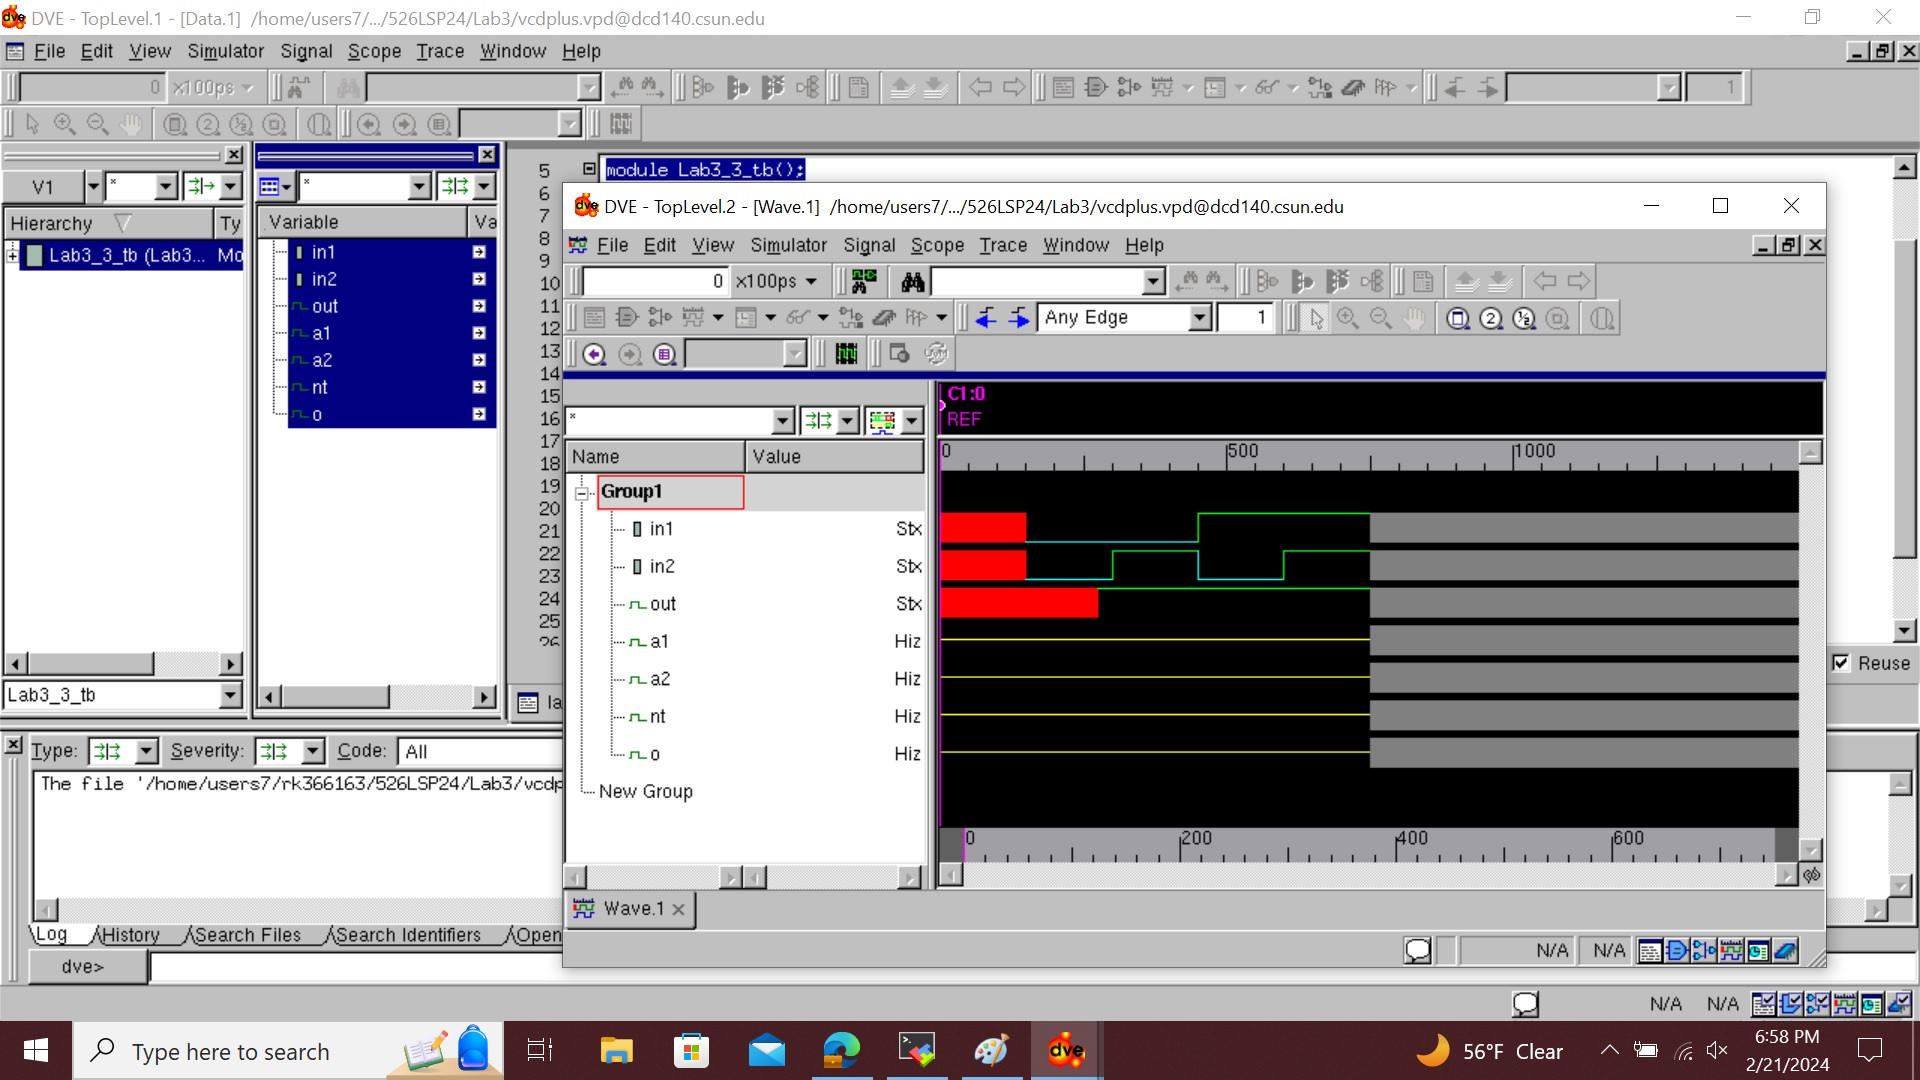 DVE - TopLevel.1 - [Data.1] /home/users7/.../526LSP24/Lab3/vcdplus.vpd@dcd140.csun.edu
File Edit View Simulator Signal Scope Trace Window Help
0 x100ps
1
V1 * *
Hierarchy Ty
Lab3_3_tb (Lab3... Mo
Lab3_3_tb
Variable Va
in1
in2
out
a1
a2
nt
o
5 module Lab3_3_tb();
6
7
8
9
10
11
12
13
14
15
16
17
18
19
20
21
22
23
24
25
26
la
Reuse
DVE - TopLevel.2 - [Wave.1] /home/users7/.../526LSP24/Lab3/vcdplus.vpd@dcd140.csun.edu
File Edit View Simulator Signal Scope Trace Window Help
0 x100ps
Any Edge 1
*
Name Value
Group1
in1 Stx
in2 Stx
out Stx
a1 Hiz
a2 Hiz
nt Hiz
o Hiz
New Group
C1:0
REF
0 500 1000
0 200 400 600
Wave.1
N/A N/A
Type: Severity: Code: All
The file '/home/users7/rk366163/526LSP24/Lab3/vcdp
Log History Search Files Search Identifiers Open
dve>
N/A N/A
Type here to search
dve
56°F Clear
6:58 PM
2/21/2024